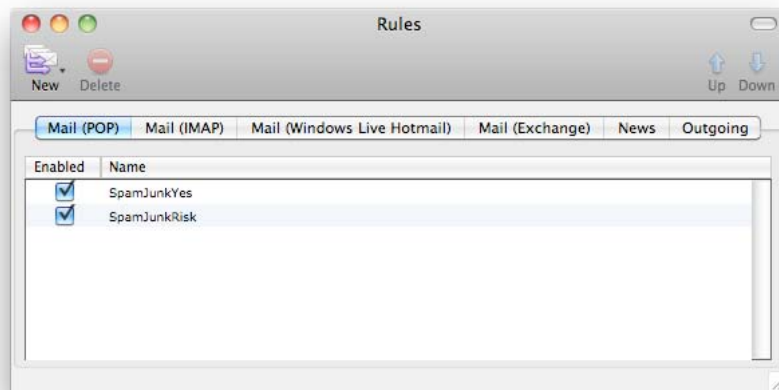 Rules
New Delete Up Down
Mail (POP) Mail (IMAP) Mail (Windows Live Hotmail) Mail (Exchange) News Outgoing
Enabled Name
SpamJunkYes
SpamJunkRisk